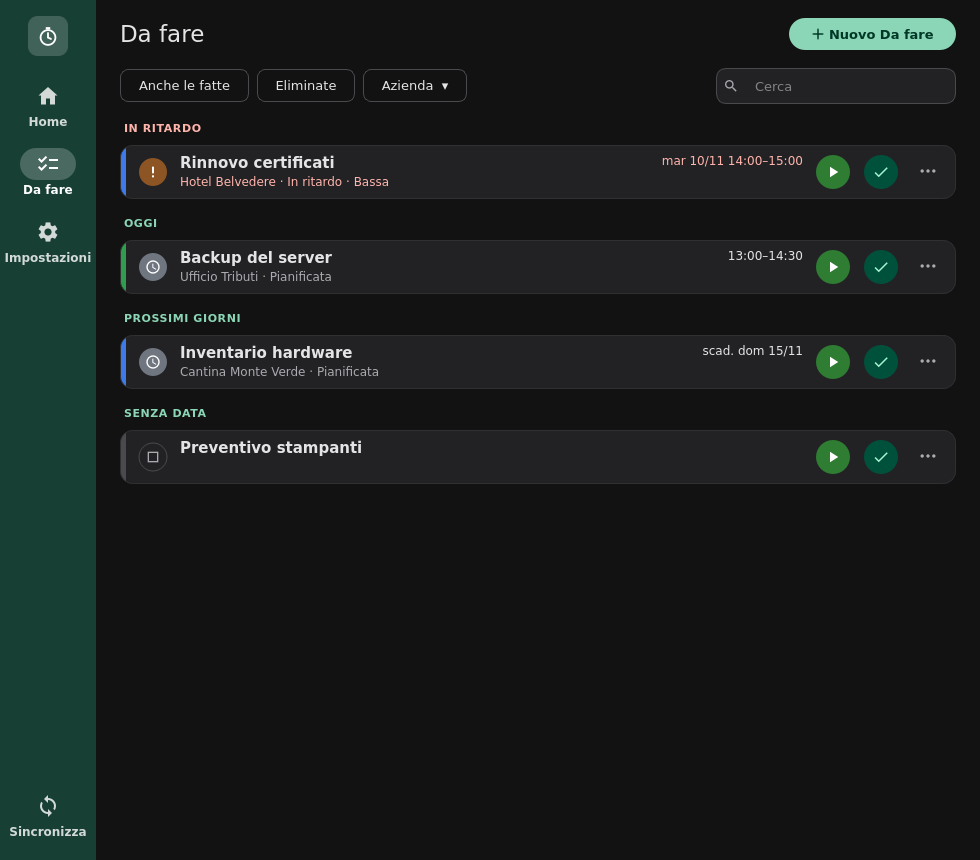 Da fare
+ Nuovo Da fare
Anche le fatte
Eliminate
Azienda ▾
Cerca
Home
Da fare
Impostazioni
IN RITARDO
Rinnovo certificati
mar 10/11 14:00–15:00
Hotel Belvedere · In ritardo · Bassa
OGGI
Backup del server
13:00–14:30
Ufficio Tributi · Pianificata
PROSSIMI GIORNI
Inventario hardware
scad. dom 15/11
Cantina Monte Verde · Pianificata
SENZA DATA
Preventivo stampanti
Sincronizza